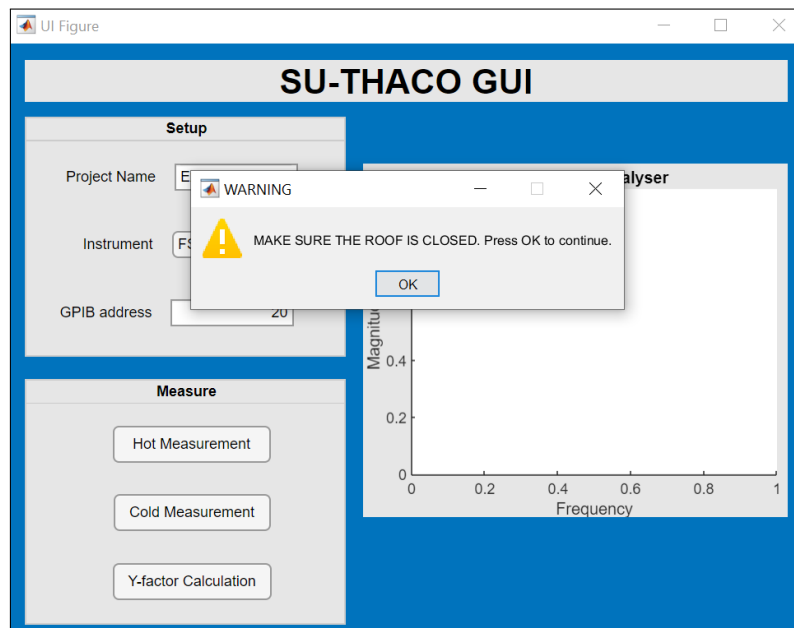 UI Figure
SU-THACO GUI
Setup
Project Name
Instrument
GPIB address
20
WARNING
MAKE SURE THE ROOF IS CLOSED. Press OK to continue.
OK
Measure
Hot Measurement
Cold Measurement
Y-factor Calculation
0.4
0.2
0
0 0.2 0.4 0.6 0.8 1
Frequency